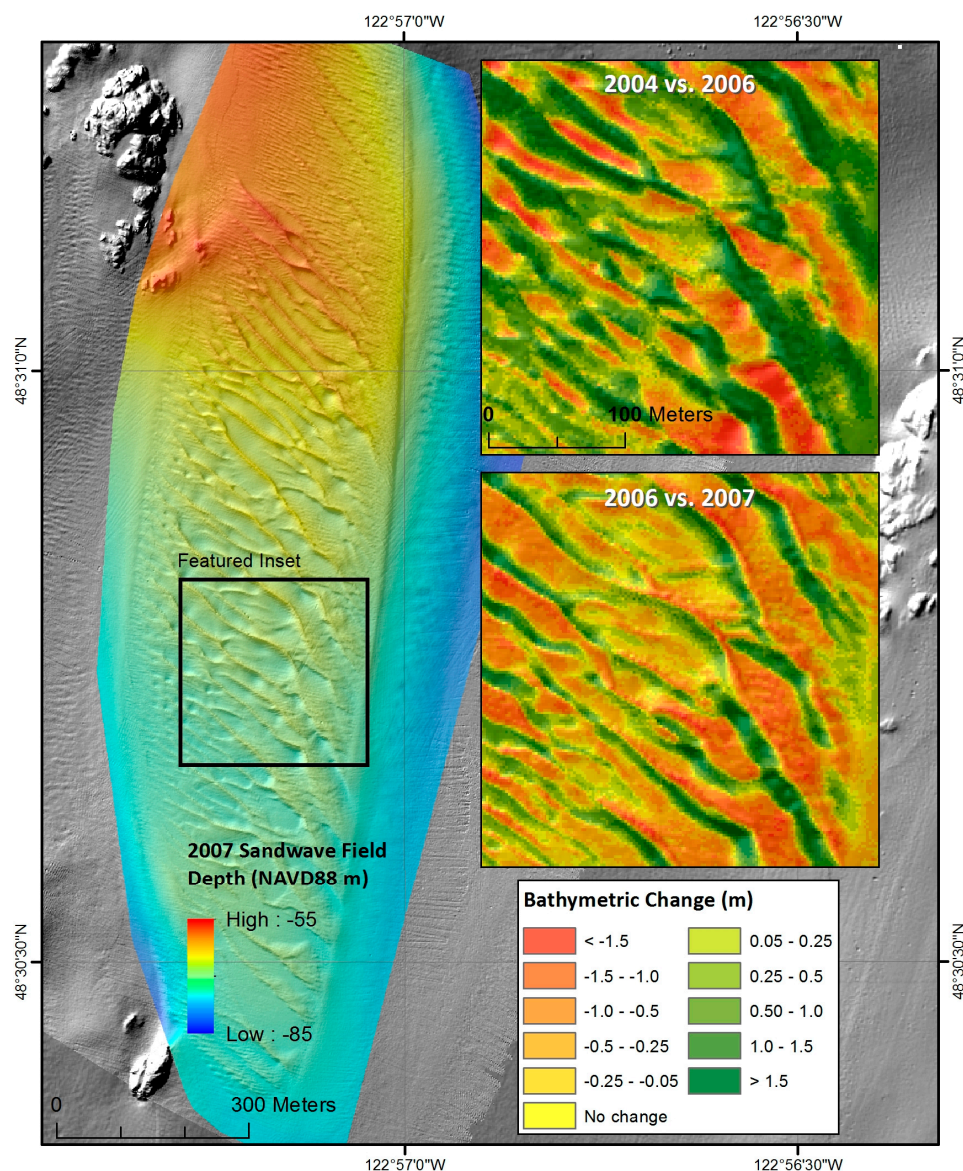 122°57'0"W
122°56'30"W
2004 vs. 2006
48°31'0"N
48°31'0"N
0
100 Meters
2006 vs. 2007
Featured Inset
2007 Sandwave Field
Depth (NAVD88 m)
High : -55
Low : -85
Bathymetric Change (m)
< -1.5
0.05 - 0.25
-1.5 - -1.0
0.25 - 0.5
-1.0 - -0.5
0.50 - 1.0
-0.5 - -0.25
1.0 - 1.5
-0.25 - -0.05
> 1.5
No change
48°30'30"N
48°30'30"N
0
300 Meters
122°57'0"W
122°56'30"W